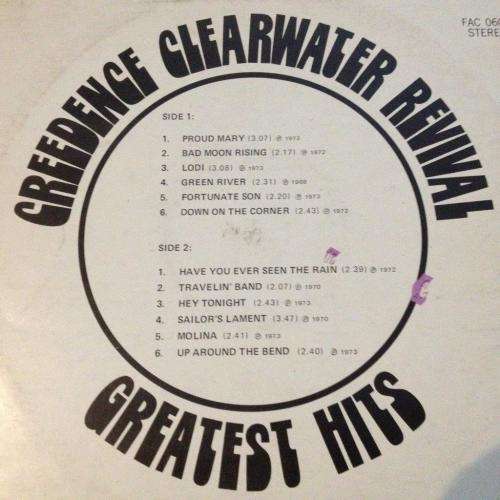 CREEDENCE CLEARWATER REVIVAL
STERE
SIDE 1:
1. PROUD MARY (3.07) ℗ 1973
2. BAD MOON RISING (2.17) ℗ 1972
3. LODI (3.08) ℗ 1973
4. GREEN RIVER (2.31) ℗ 1969
5. FORTUNATE SON (2.20) ℗ 1973
6. DOWN ON THE CORNER (2.43) ℗ 1972
SIDE 2:
1. HAVE YOU EVER SEEN THE RAIN (2.39) ℗ 1972
2. TRAVELIN' BAND (2.07) ℗ 1970
3. HEY TONIGHT (2.43) ℗ 1973
4. SAILOR'S LAMENT (3.47) ℗ 1970
5. MOLINA (2.41) ℗ 1973
6. UP AROUND THE BEND (2.40) ℗ 1973
GREATEST HITS